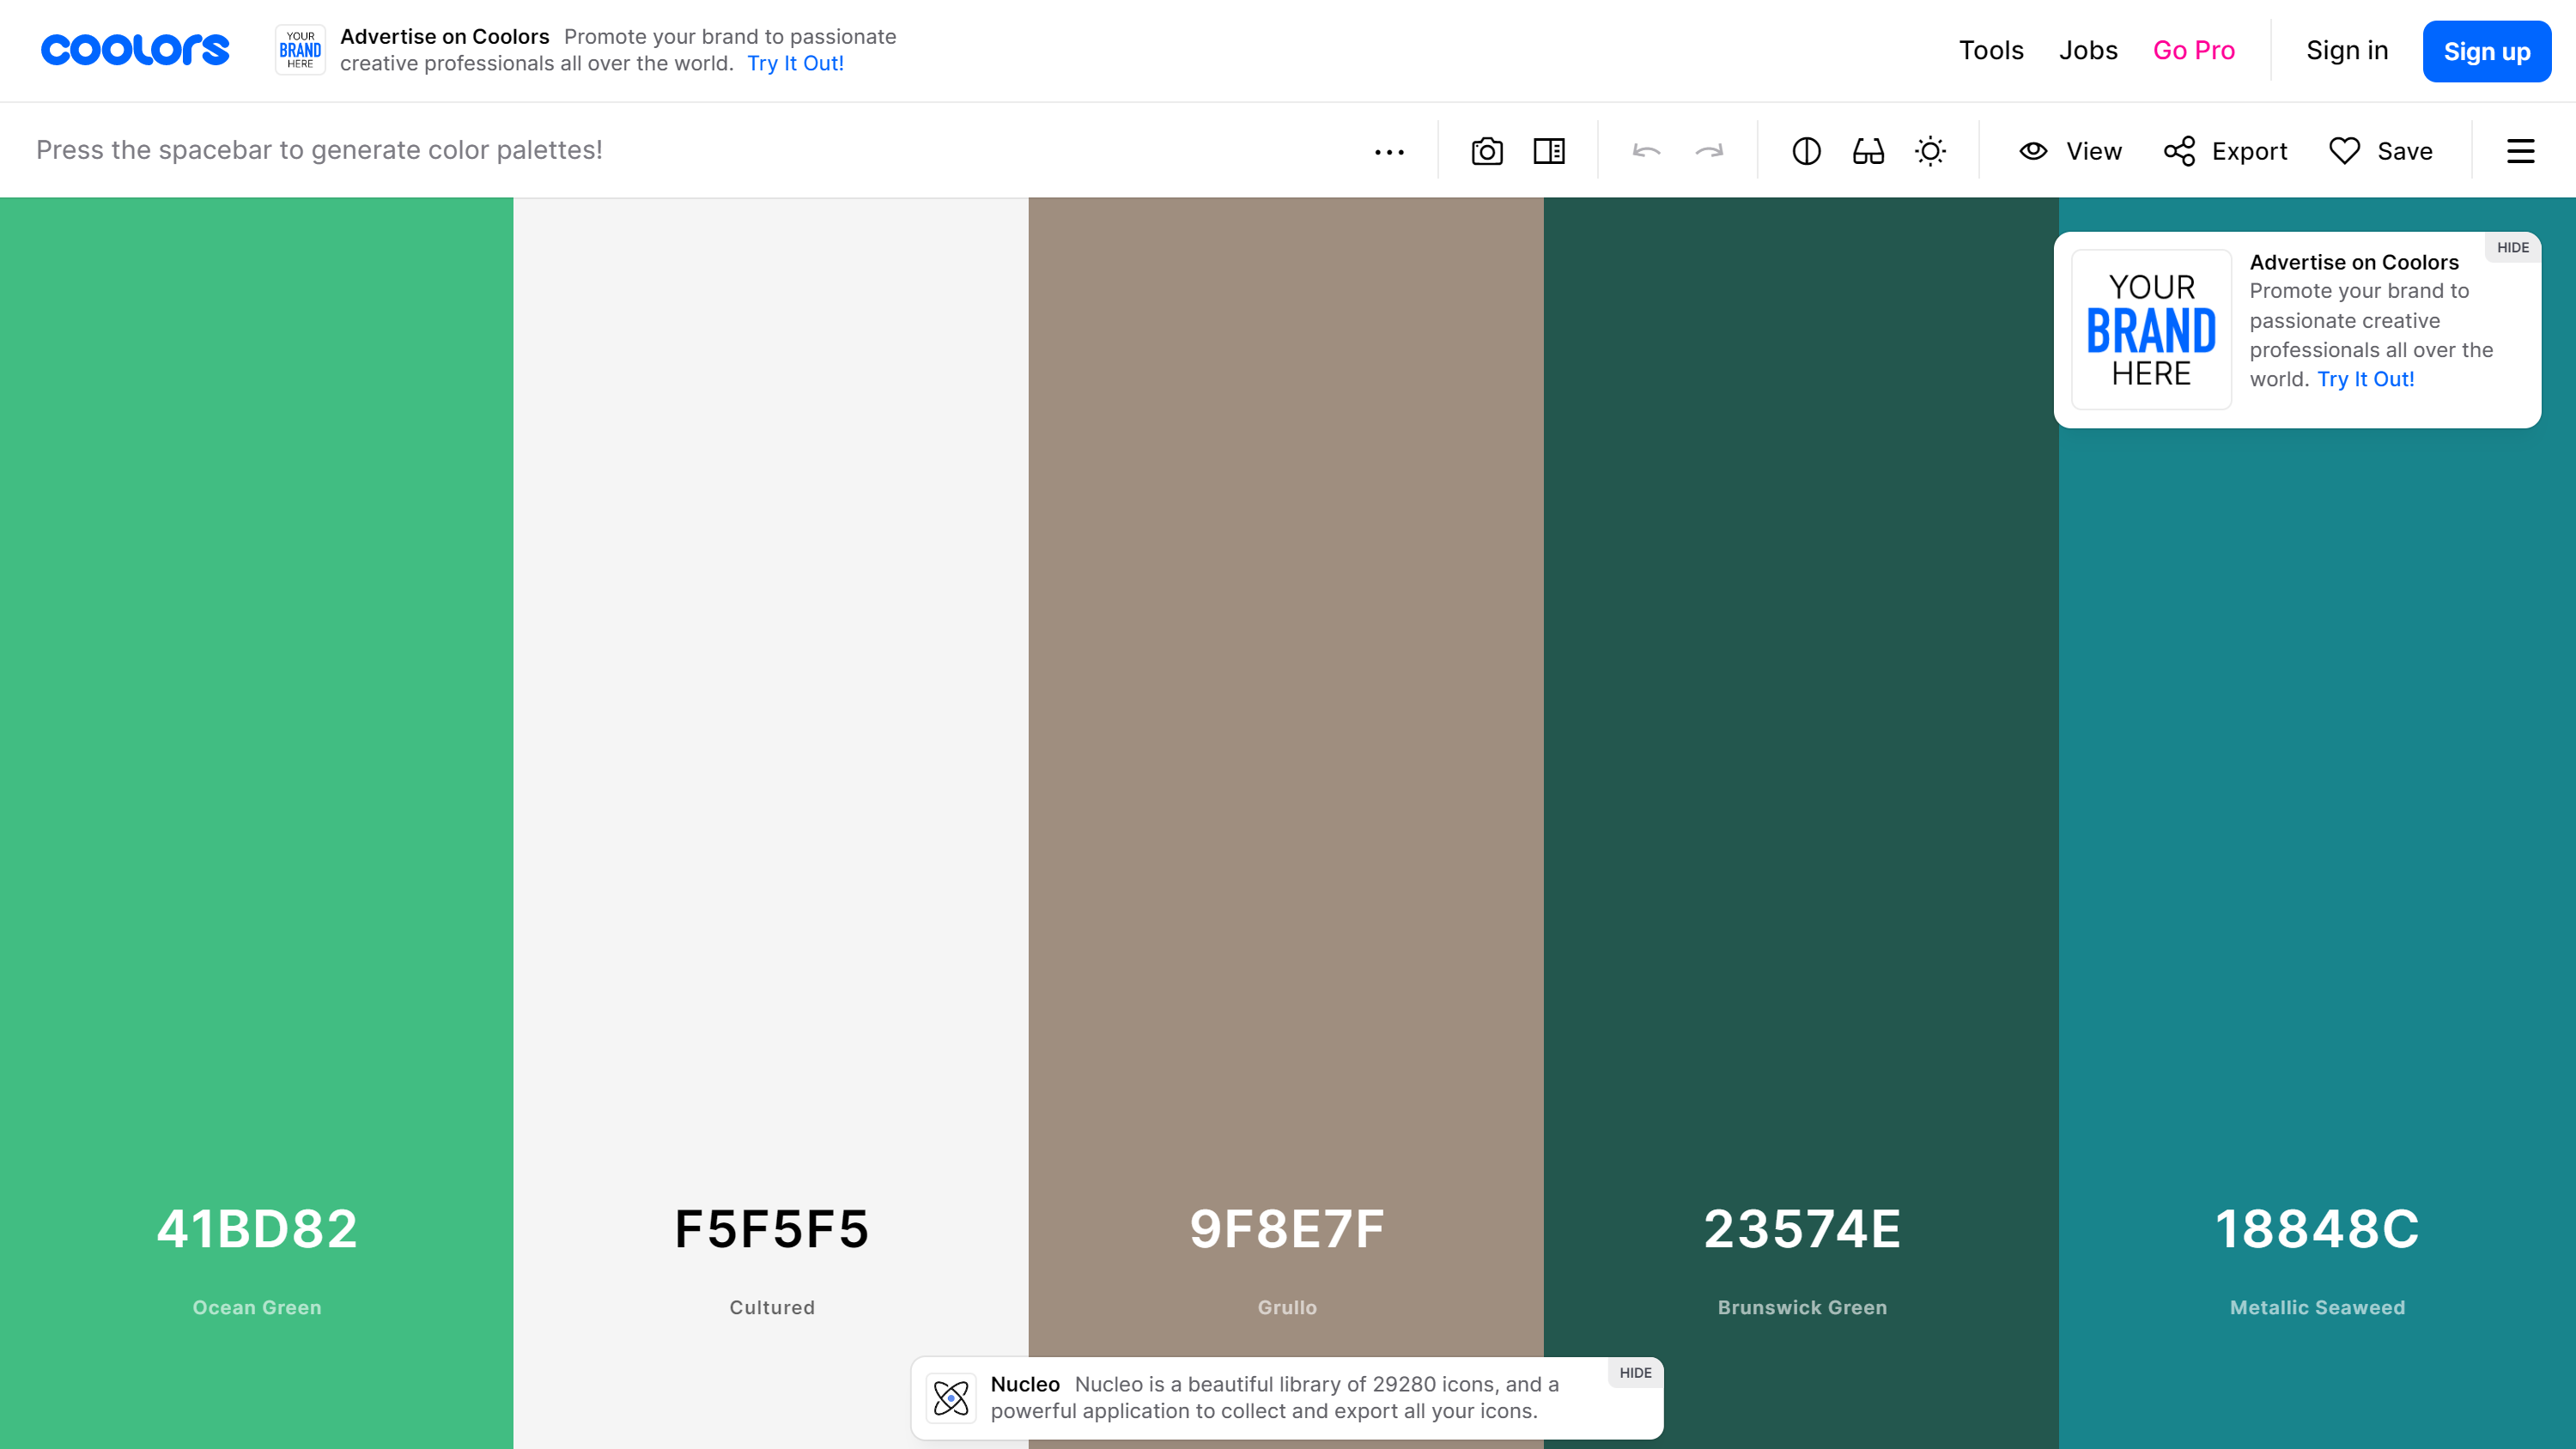 coolors
YOUR
BRAND
HERE
Advertise on Coolors Promote your brand to passionate
creative professionals all over the world. Try It Out!
Tools Jobs Go Pro Sign in Sign up
Press the spacebar to generate color palettes!
View Export Save
HIDE
YOUR
BRAND
HERE
Advertise on Coolors
Promote your brand to
passionate creative
professionals all over the
world. Try It Out!
41BD82
Ocean Green
F5F5F5
Cultured
9F8E7F
Grullo
23574E
Brunswick Green
18848C
Metallic Seaweed
HIDE
Nucleo Nucleo is a beautiful library of 29280 icons, and a
powerful application to collect and export all your icons.